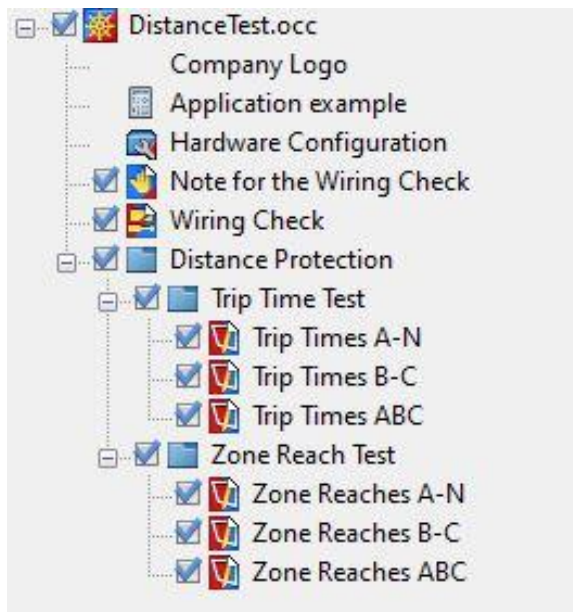 DistanceTest.occ
Company Logo
Application example
Hardware Configuration
Note for the Wiring Check
Wiring Check
Distance Protection
Trip Time Test
Trip Times A-N
Trip Times B-C
Trip Times ABC
Zone Reach Test
Zone Reaches A-N
Zone Reaches B-C
Zone Reaches ABC